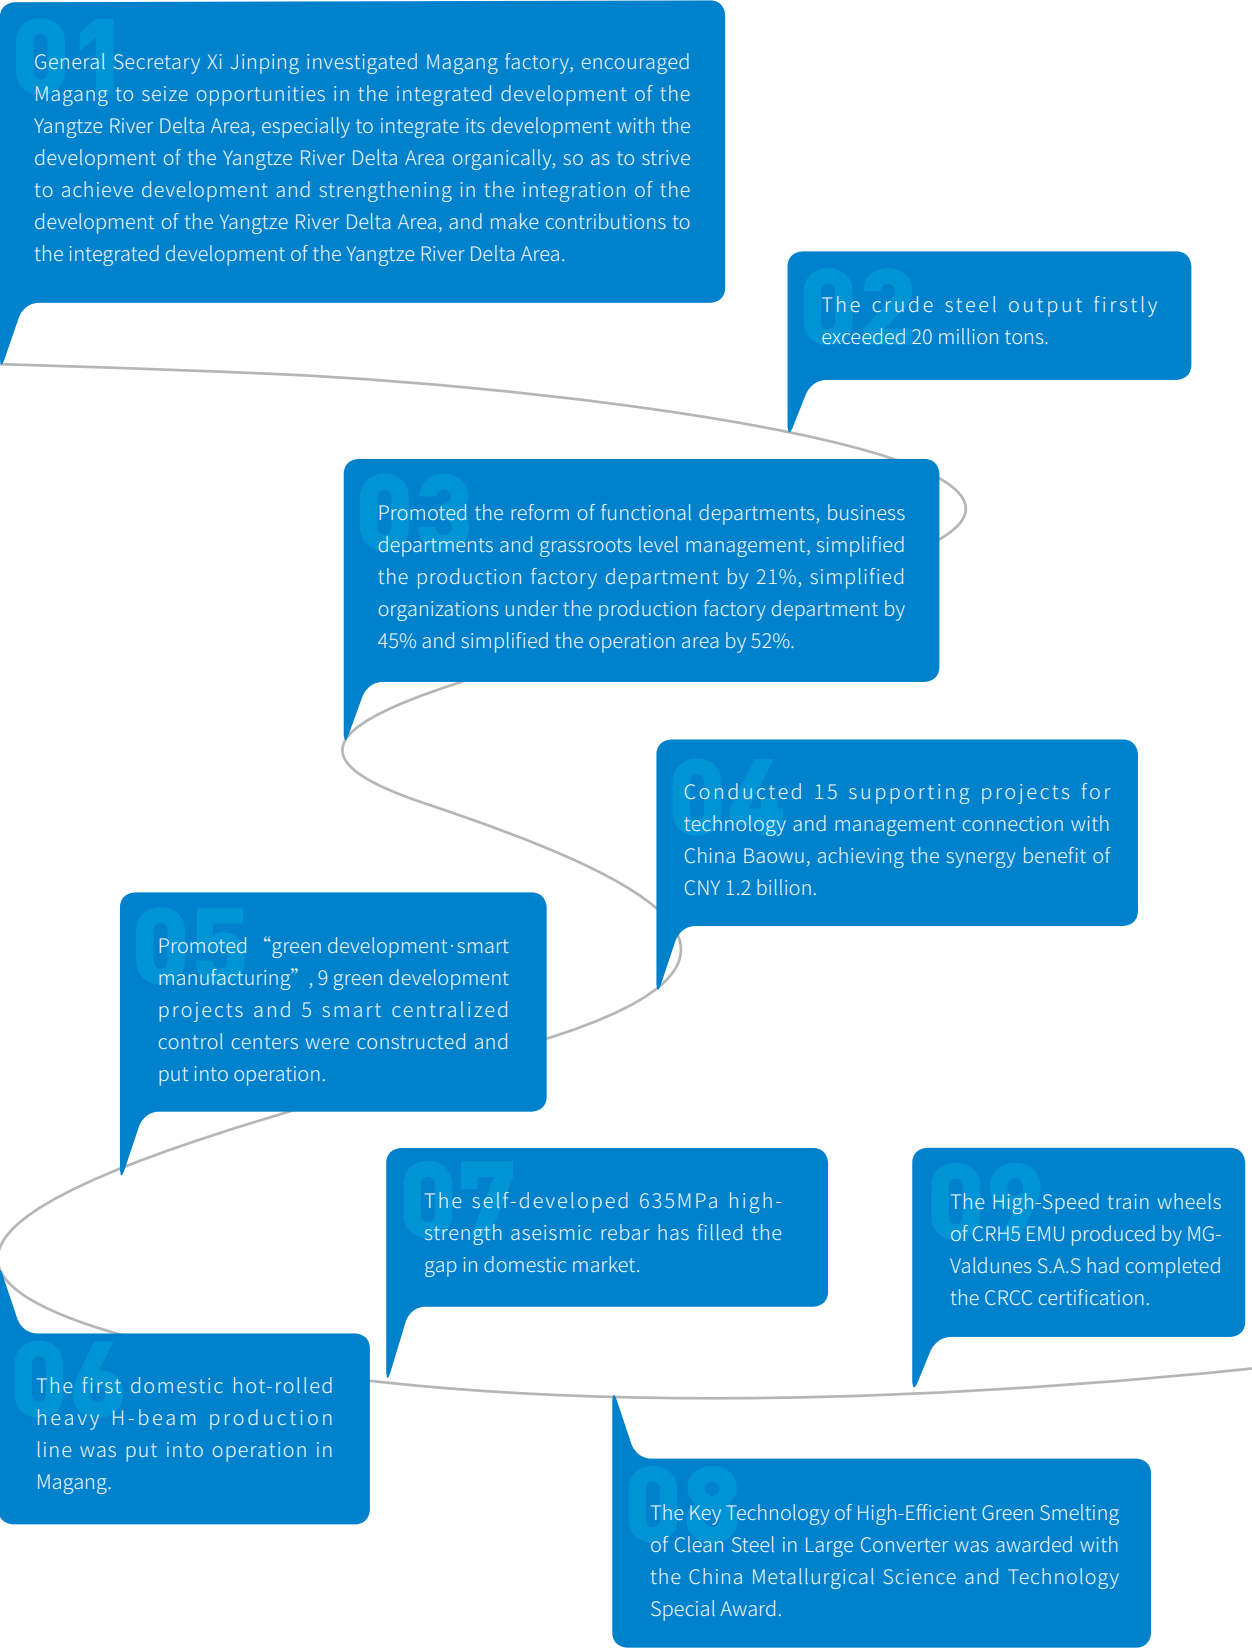 01
General Secretary Xi Jinping investigated Magang factory, encouraged
Magang to seize opportunities in the integrated development of the
Yangtze River Delta Area, especially to integrate its development with the
development of the Yangtze River Delta Area organically, so as to strive
to achieve development and strengthening in the integration of the
development of the Yangtze River Delta Area, and make contributions to
the integrated development of the Yangtze River Delta Area.
02
The crude steel output firstly
exceeded 20 million tons.
03
Promoted the reform of functional departments, business
departments and grassroots level management, simplified
the production factory department by 21%, simplified
organizations under the production factory department by
45% and simplified the operation area by 52%.
04
Conducted 15 supporting projects for
technology and management connection with
China Baowu, achieving the synergy benefit of
CNY 1.2 billion.
05
Promoted “green development·smart
manufacturing”, 9 green development
projects and 5 smart centralized
control centers were constructed and
put into operation.
06
The first domestic hot-rolled
heavy H-beam production
line was put into operation in
Magang.
07
The self-developed 635MPa high-
strength aseismic rebar has filled the
gap in domestic market.
08
The Key Technology of High-Efficient Green Smelting
of Clean Steel in Large Converter was awarded with
the China Metallurgical Science and Technology
Special Award.
09
The High-Speed train wheels
of CRH5 EMU produced by MG-
Valdunes S.A.S had completed
the CRCC certification.